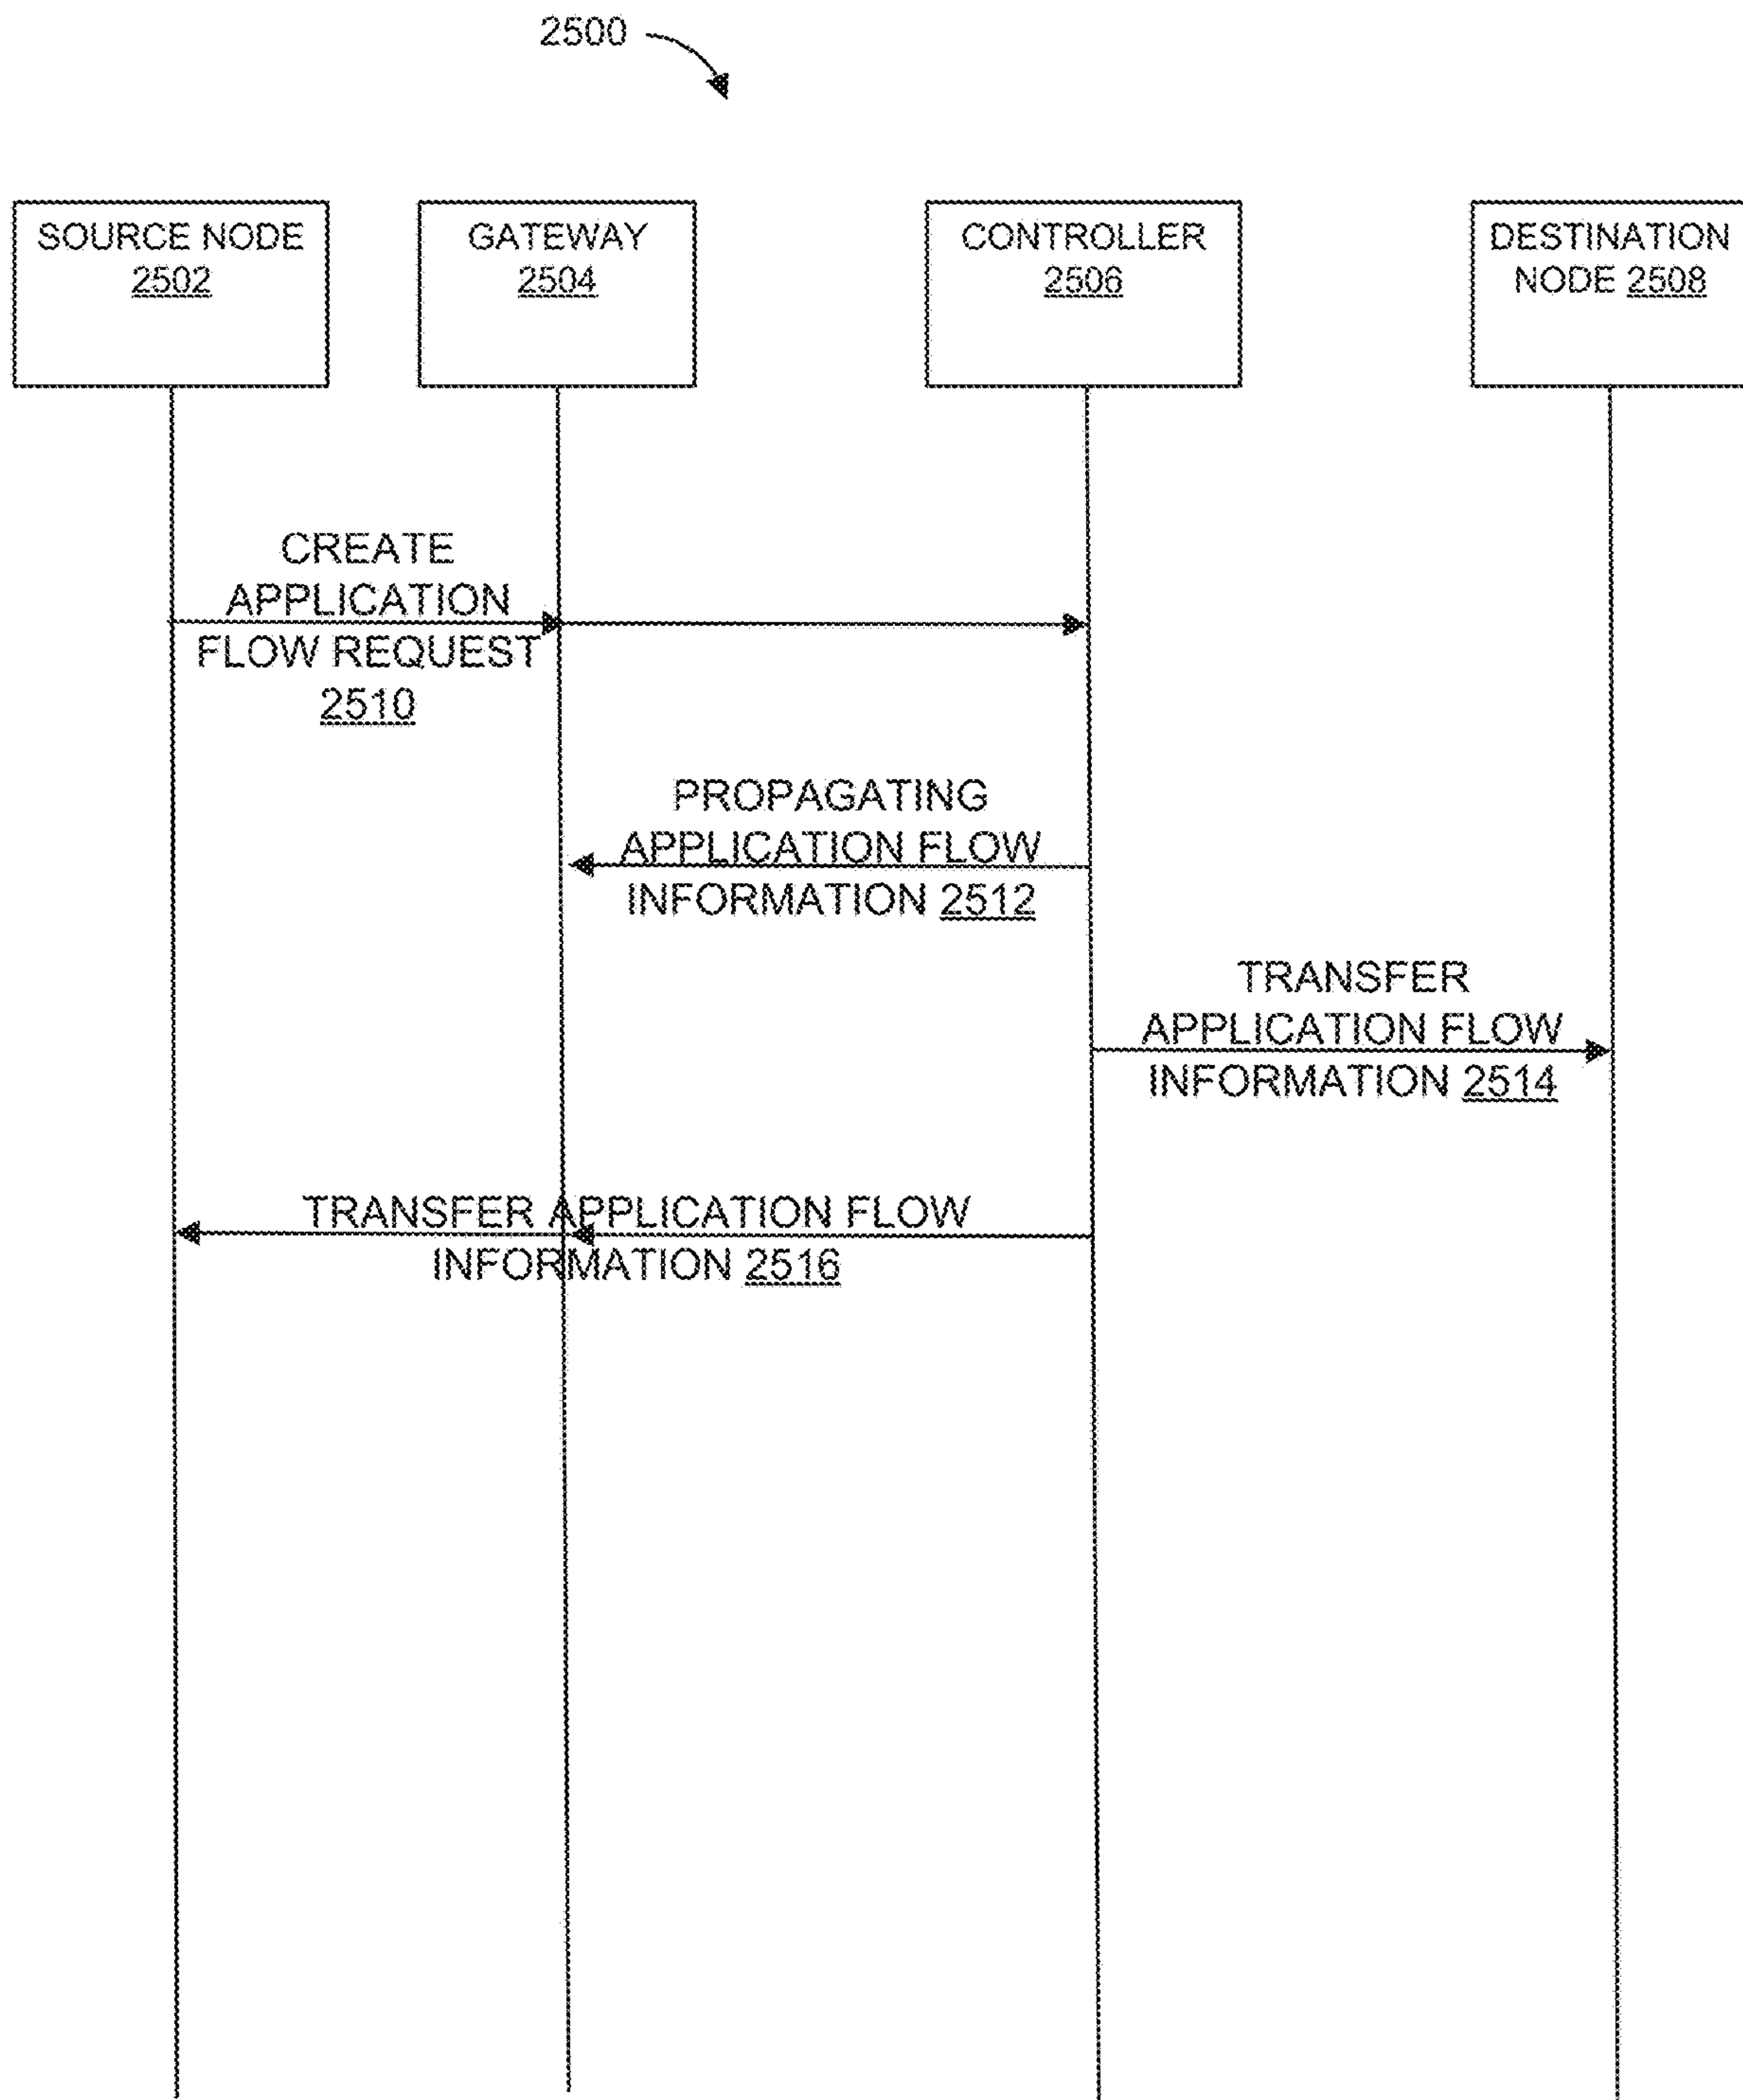 2500
SOURCE NODE
2502
GATEWAY
2504
CONTROLLER
2506
DESTINATION
NODE 2508
CREATE
APPLICATION
FLOW REQUEST
2510
PROPAGATING
APPLICATION FLOW
INFORMATION 2512
TRANSFER
APPLICATION FLOW
INFORMATION 2514
TRANSFER APPLICATION FLOW
INFORMATION 2516